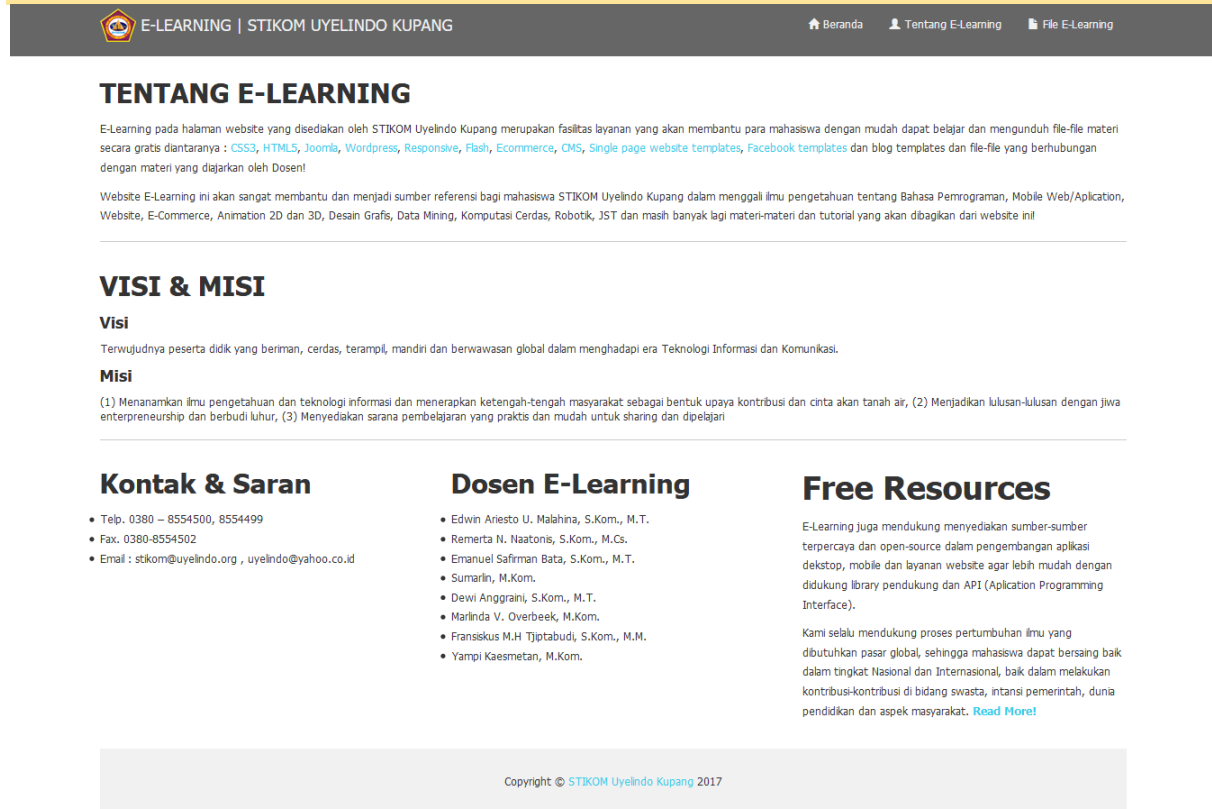 E-LEARNING | STIKOM UYELINDO KUPANG
Beranda
Tentang E-Learning
File E-Learning
TENTANG E-LEARNING
E-Learning pada halaman website yang disediakan oleh STIKOM Uyelindo Kupang merupakan fasilitas layanan yang akan membantu para mahasiswa dengan mudah dapat belajar dan mengunduh file-file materi
secara gratis diantaranya : CSS3, HTML5, Joomla, Wordpress, Responsive, Flash, Ecommerce, CMS, Single page website templates, Facebook templates dan blog templates dan file-file yang berhubungan
dengan materi yang diajarkan oleh Dosen!
Website E-Learning ini akan sangat membantu dan menjadi sumber referensi bagi mahasiswa STIKOM Uyelindo Kupang dalam menggali ilmu pengetahuan tentang Bahasa Pemrograman, Mobile Web/Aplication,
Website, E-Commerce, Animation 2D dan 3D, Desain Grafis, Data Mining, Komputasi Cerdas, Robotik, JST dan masih banyak lagi materi-materi dan tutorial yang akan dibagikan dari website ini!
VISI & MISI
Visi
Terwujudnya peserta didik yang beriman, cerdas, terampil, mandiri dan berwawasan global dalam menghadapi era Teknologi Informasi dan Komunikasi.
Misi
(1) Menanamkan ilmu pengetahuan dan teknologi informasi dan menerapkan ketengah-tengah masyarakat sebagai bentuk upaya kontribusi dan cinta akan tanah air, (2) Menjadikan lulusan-lulusan dengan jiwa
enterpreneurship dan berbudi luhur, (3) Menyediakan sarana pembelajaran yang praktis dan mudah untuk sharing dan dipelajari
Kontak & Saran
• Telp. 0380 – 8554500, 8554499
• Fax. 0380-8554502
• Email : stikom@uyelindo.org , uyelindo@yahoo.co.id
Dosen E-Learning
• Edwin Ariesto U. Malahina, S.Kom., M.T.
• Remerta N. Naatonis, S.Kom., M.Cs.
• Emanuel Safirman Bata, S.Kom., M.T.
• Sumarlin, M.Kom.
• Dewi Anggraini, S.Kom., M.T.
• Marlinda V. Overbeek, M.Kom.
• Fransiskus M.H Tjiptabudi, S.Kom., M.M.
• Yampi Kaesmetan, M.Kom.
Free Resources
E-Learning juga mendukung menyediakan sumber-sumber
terpercaya dan open-source dalam pengembangan aplikasi
dekstop, mobile dan layanan website agar lebih mudah dengan
didukung library pendukung dan API (Aplication Programming
Interface).
Kami selalu mendukung proses pertumbuhan ilmu yang
dibutuhkan pasar global, sehingga mahasiswa dapat bersaing baik
dalam tingkat Nasional dan Internasional, baik dalam melakukan
kontribusi-kontribusi di bidang swasta, intansi pemerintah, dunia
pendidikan dan aspek masyarakat. Read More!
Copyright © STIKOM Uyelindo Kupang 2017